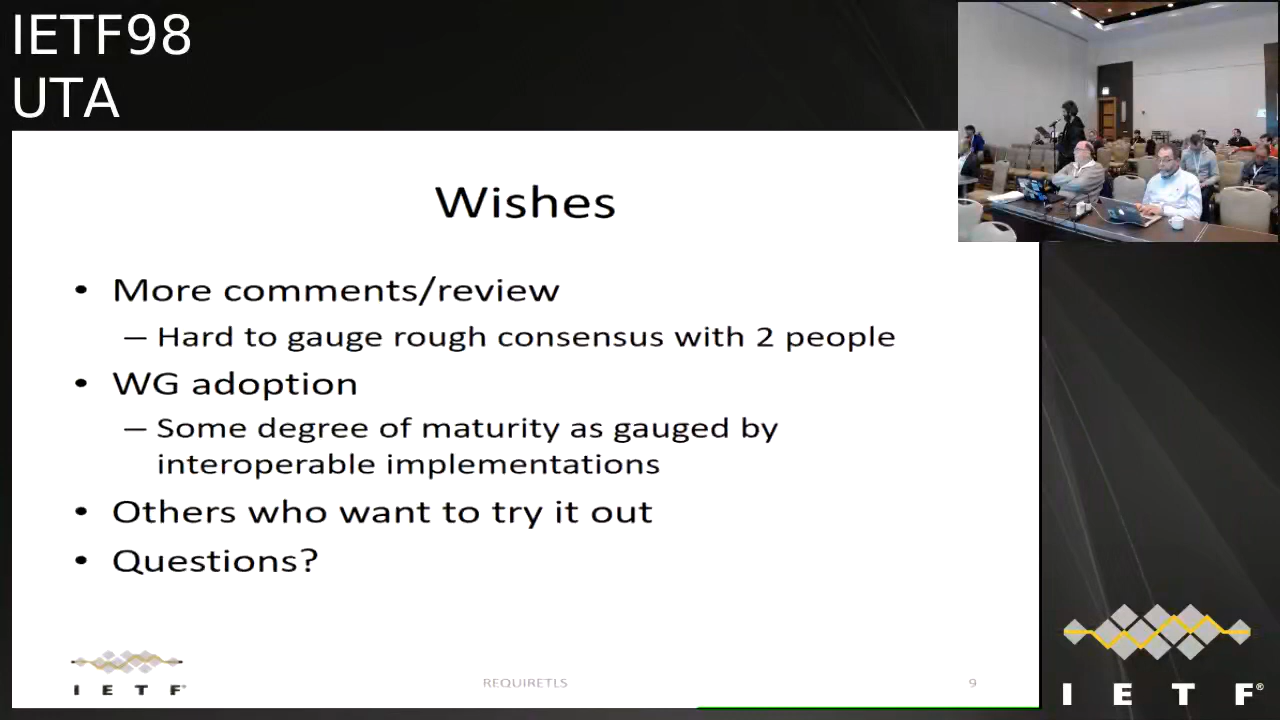 IETF98
UTA
Wishes
• More comments/review
– Hard to gauge rough consensus with 2 people
• WG adoption
– Some degree of maturity as gauged by
interoperable implementations
• Others who want to try it out
• Questions?
I E T F®
REQUIRETLS
9
I E T F®